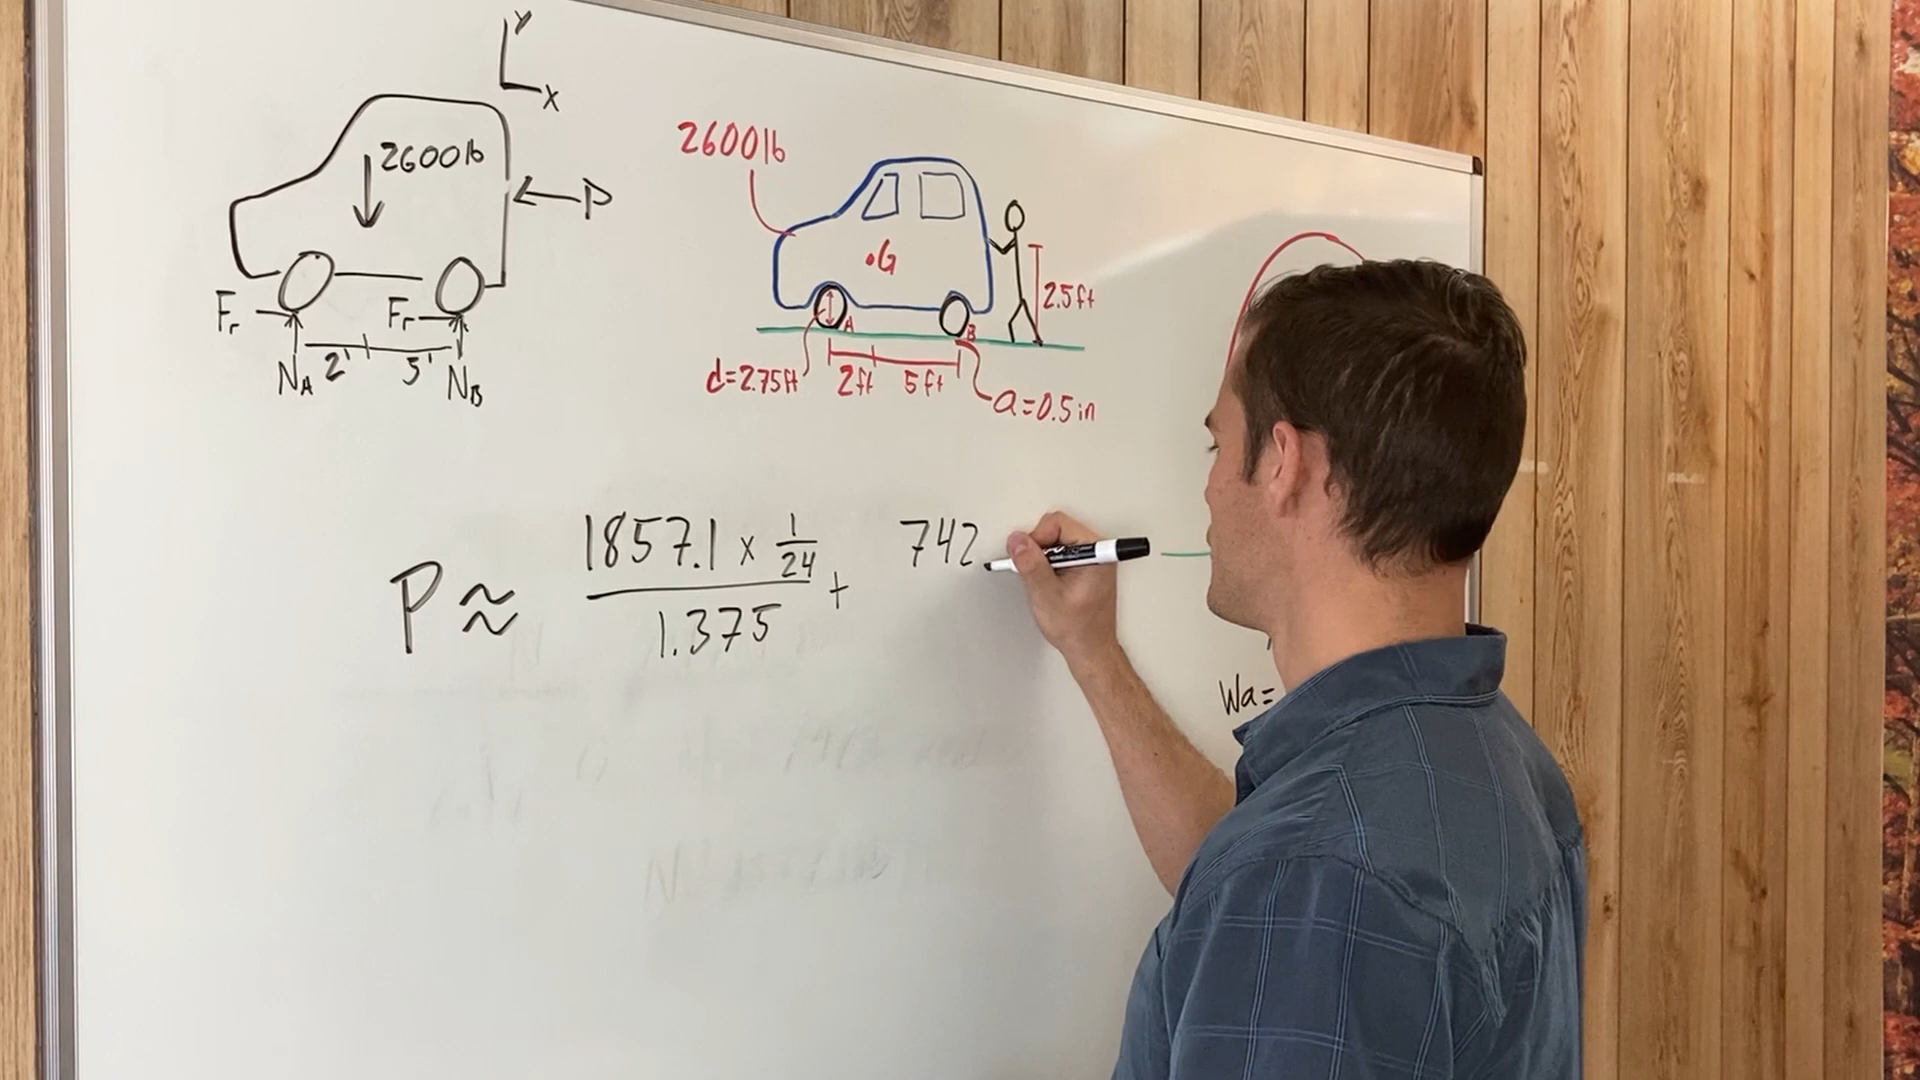 Y
X
2600lb
P
Fr
Fr
NA 2' 5' NB
2600lb
G
2.5ft
A
B
d=2.75ft
2ft 5ft
a=0.5in
P ≈ 1857.1 x 1/24 / 1.375 + 742
Wa=